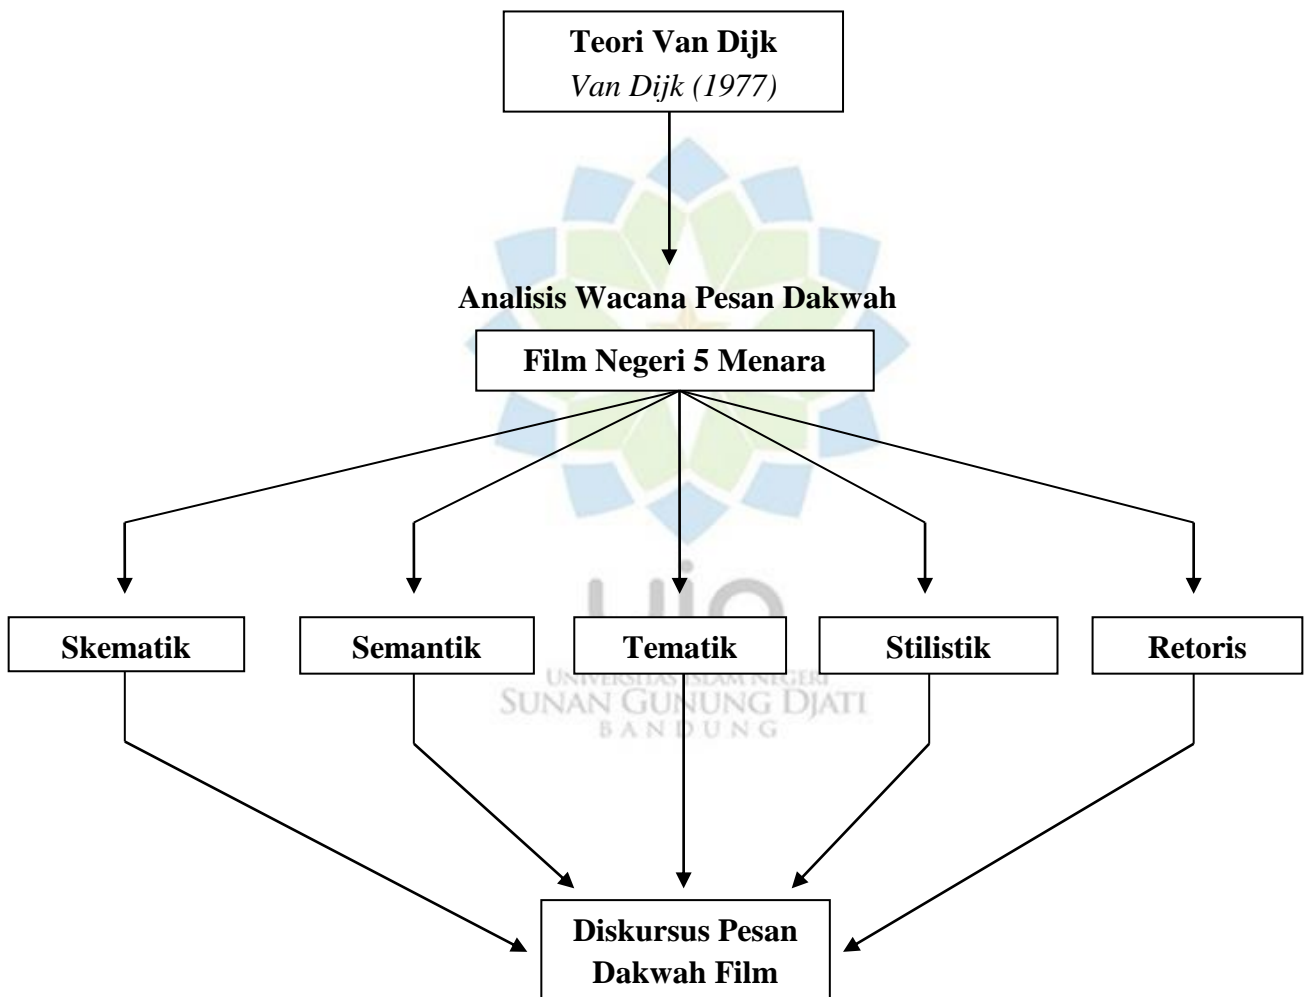 Teori Van Dijk
Van Dijk (1977)
Analisis Wacana Pesan Dakwah
Film Negeri 5 Menara
uin
Skematik
Semantik
Tematik
Stilistik
Retoris
UNIVERSITAS ISLAM NEGERI
SUNAN GUNUNG DJATI
BANDUNG
Diskursus Pesan
Dakwah Film